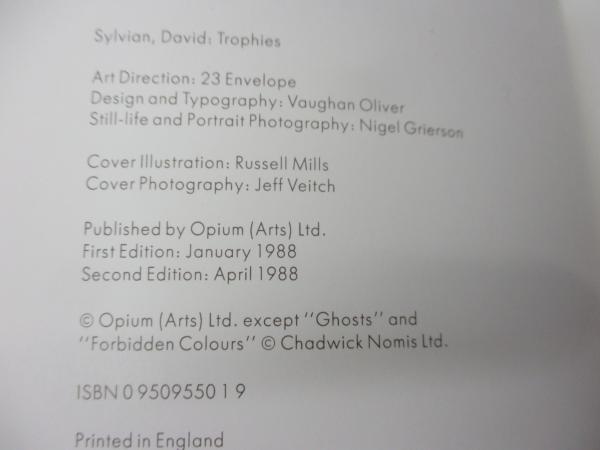 Sylvian, David: Trophies
Art Direction: 23 Envelope
Design and Typography: Vaughan Oliver
Still-life and Portrait Photography: Nigel Grierson
Cover Illustration: Russell Mills
Cover Photography: Jeff Veitch
Published by Opium (Arts) Ltd.
First Edition: January 1988
Second Edition: April 1988
© Opium (Arts) Ltd. except "Ghosts" and
"Forbidden Colours" © Chadwick Nomis Ltd.
ISBN 0 9509550 1 9
Printed in England